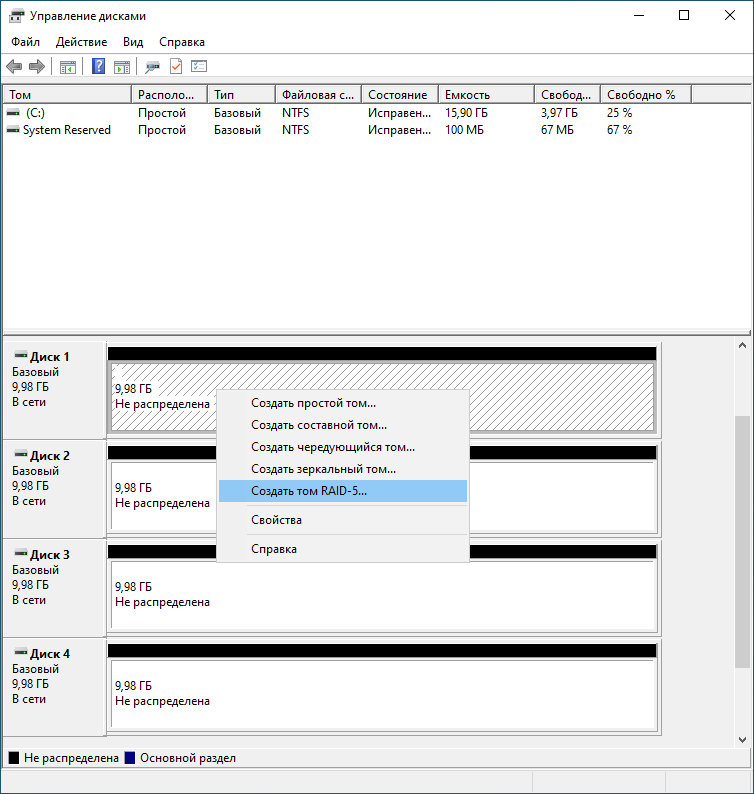 Управление дисками
Файл Действие Вид Справка
Том Располо... Тип Файловая с... Состояние Емкость Свобод... Свободно %
(C:) Простой Базовый NTFS Исправен... 15,90 ГБ 3,97 ГБ 25 %
System Reserved Простой Базовый NTFS Исправен... 100 МБ 67 МБ 67 %
Диск 1
Базовый
9,98 ГБ
В сети
9,98 ГБ
Не распределена
Создать простой том...
Создать составной том...
Создать чередующийся том...
Создать зеркальный том...
Создать том RAID-5...
Свойства
Справка
Диск 2
Базовый
9,98 ГБ
В сети
9,98 ГБ
Не распределена
Диск 3
Базовый
9,98 ГБ
В сети
9,98 ГБ
Не распределена
Диск 4
Базовый
9,98 ГБ
В сети
9,98 ГБ
Не распределена
Не распределена Основной раздел